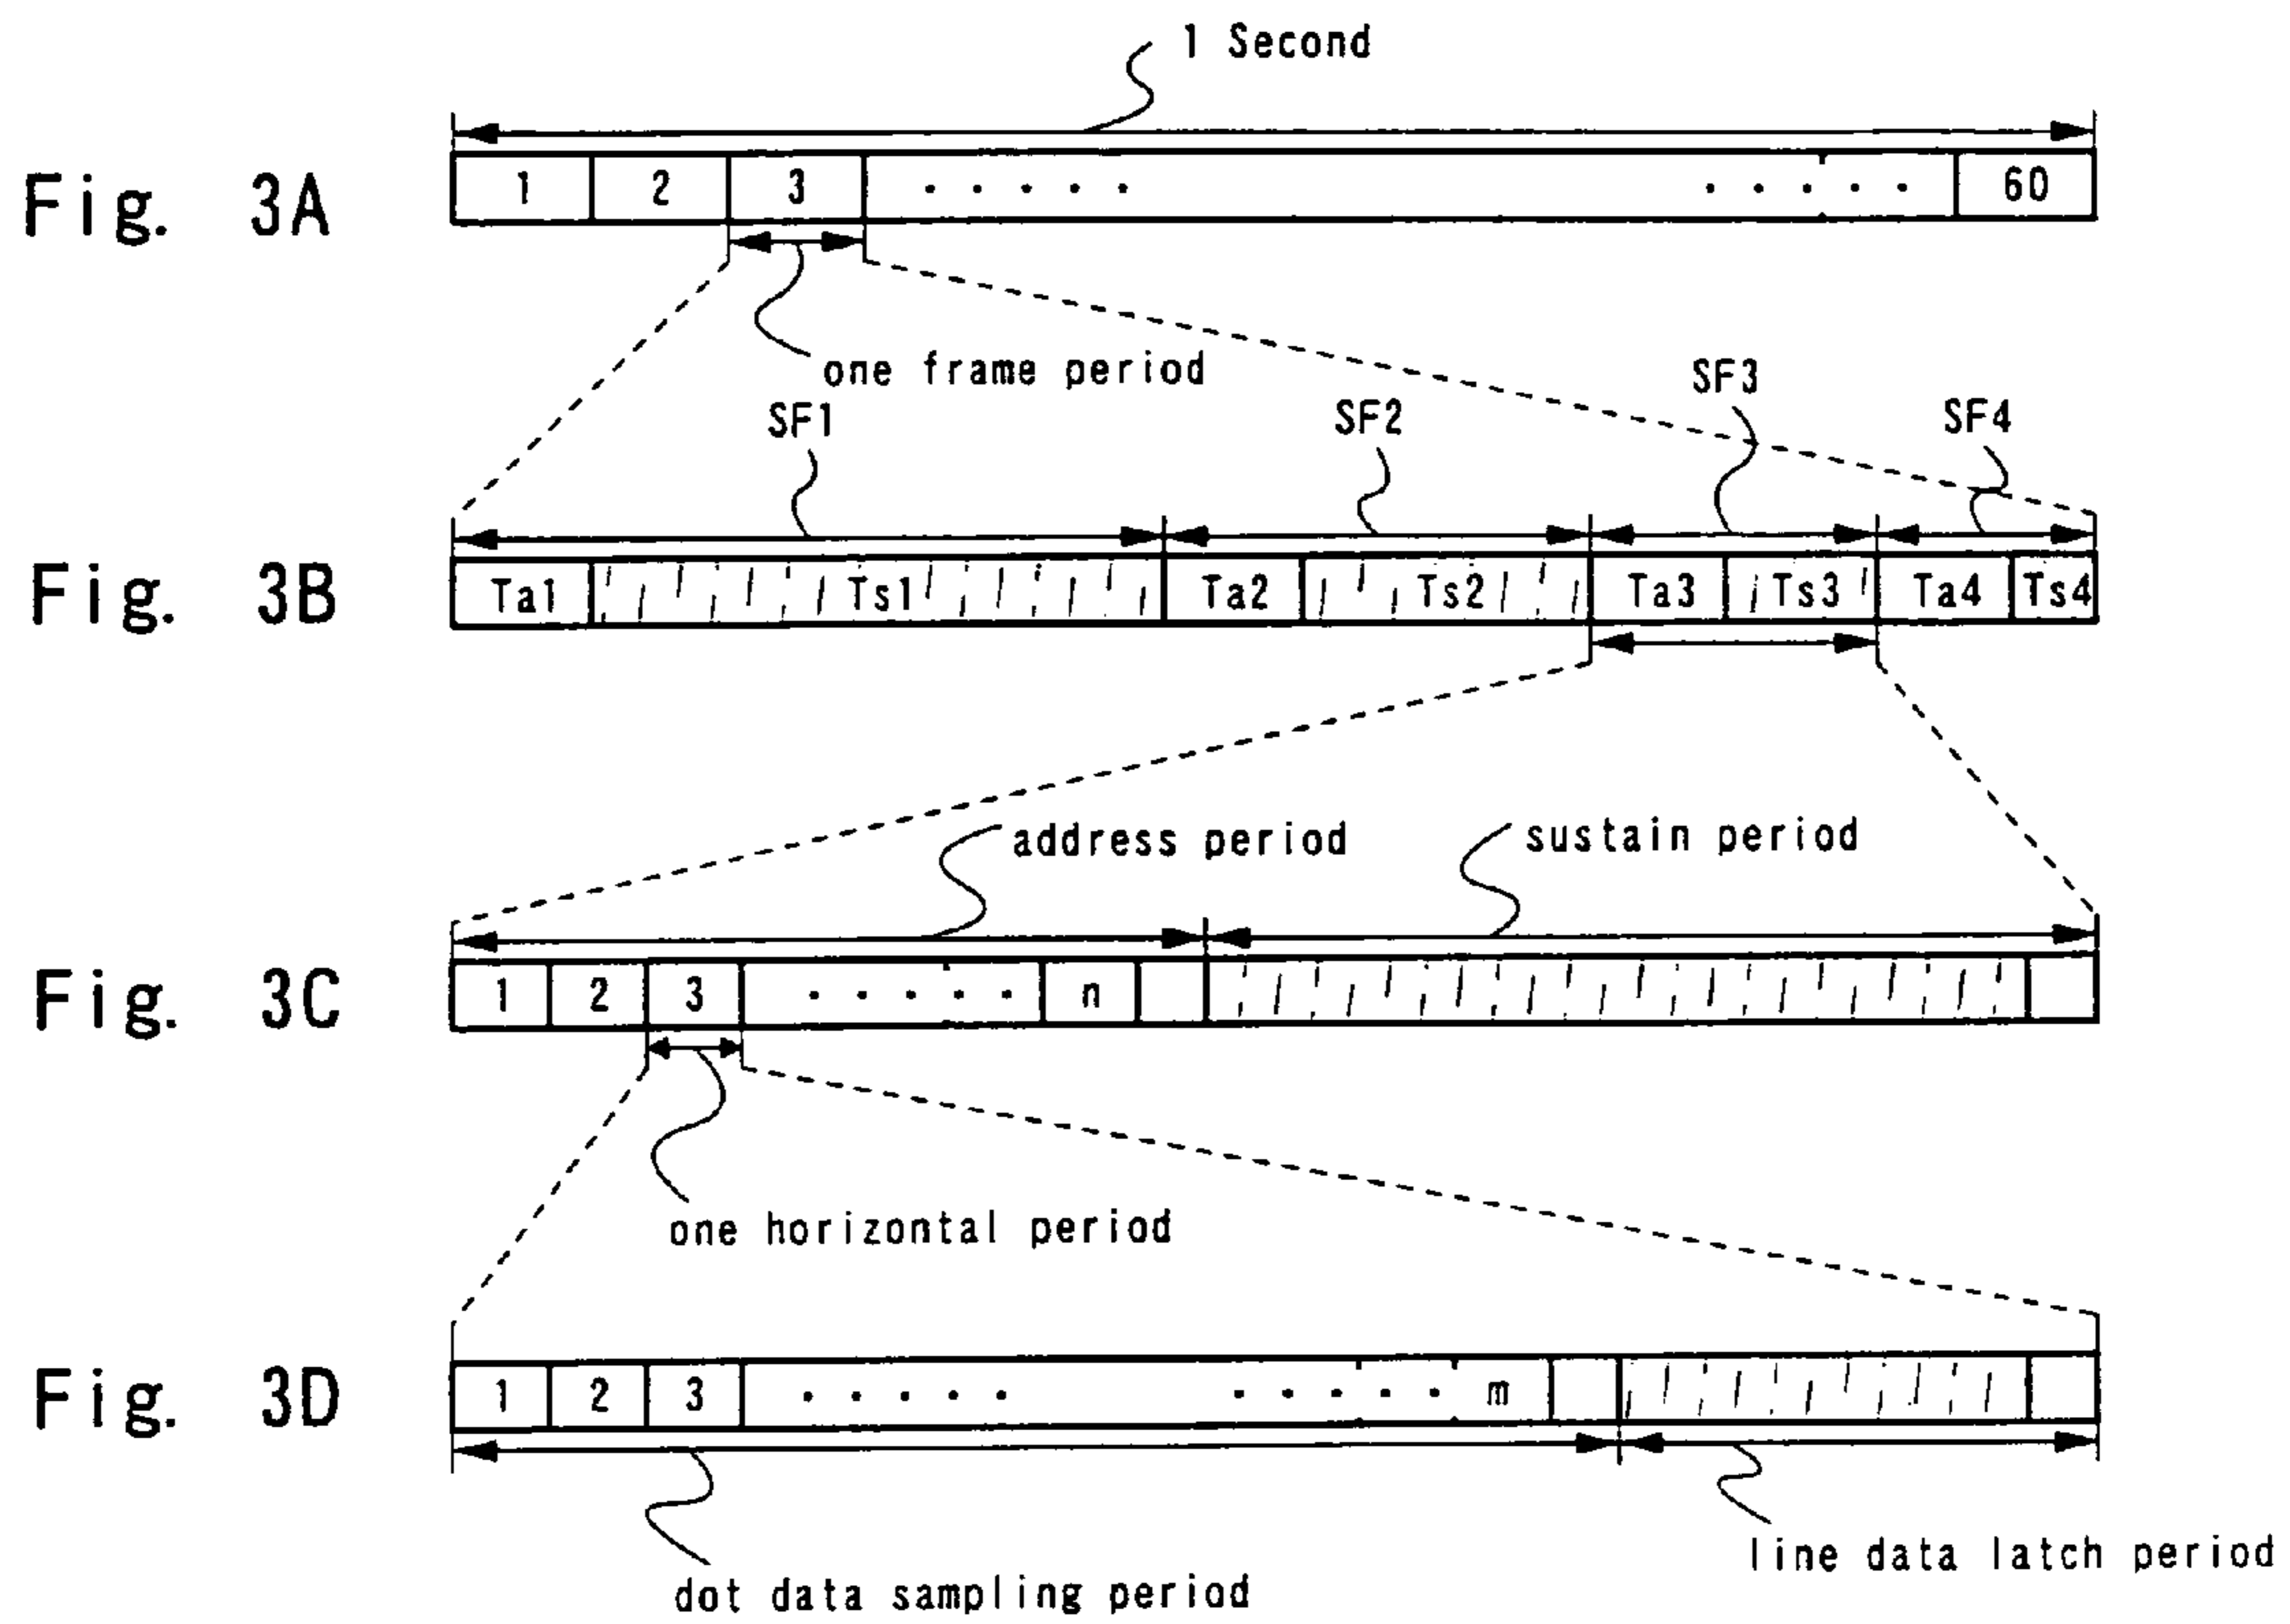 1 Second
Fig. 3A
1 2 3 ..... ..... 60
one frame period
SF1 SF2 SF3 SF4
Fig. 3B
Ta1 Ts1 Ta2 Ts2 Ta3 Ts3 Ta4 Ts4
address period sustain period
Fig. 3C
1 2 3 ..... n
one horizontal period
Fig. 3D
1 2 3 ..... ..... m
line data latch period
dot data sampling period